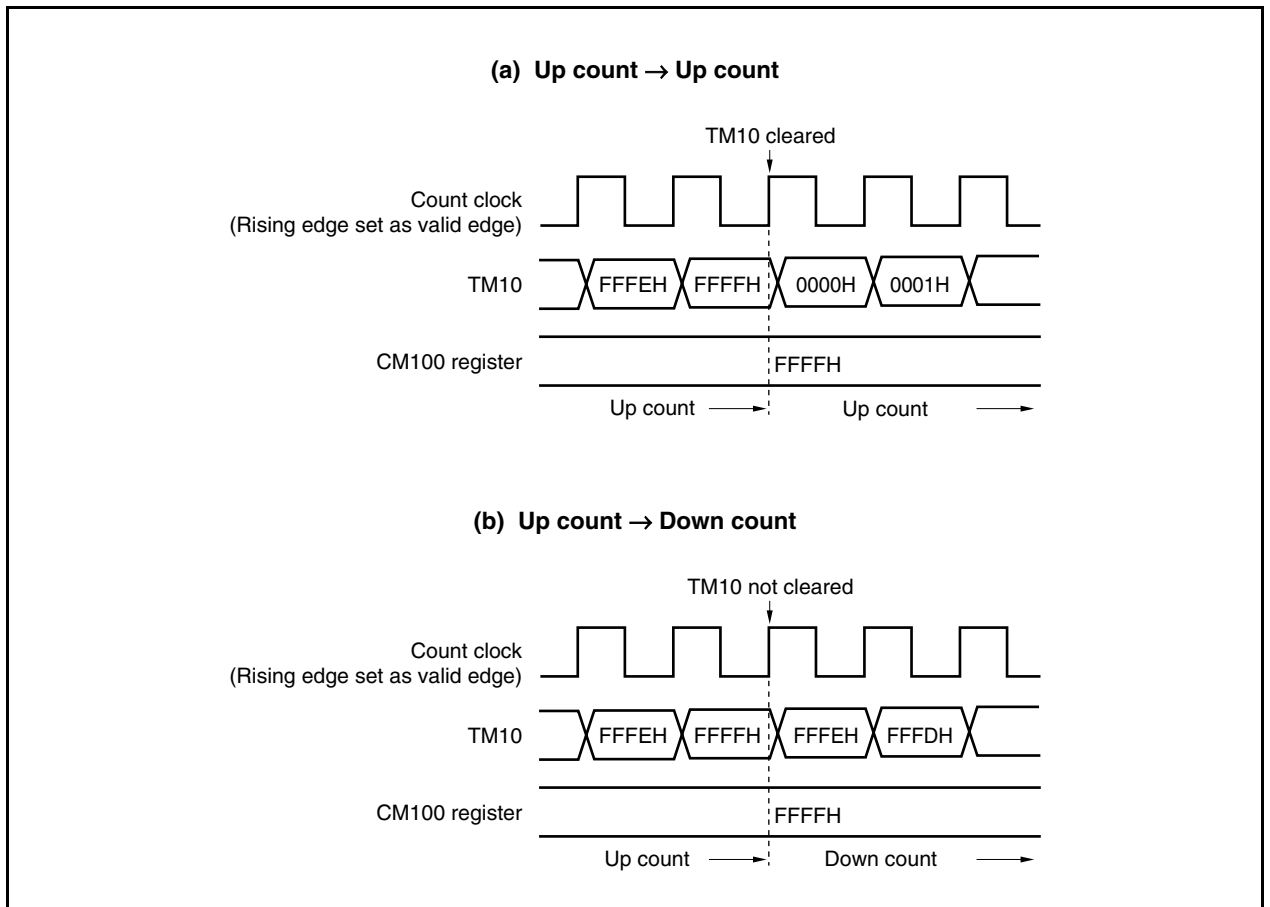 (a) Up count → Up count
TM10 cleared
Count clock
(Rising edge set as valid edge)
TM10
FFFEH FFFFH 0000H 0001H
CM100 register
FFFFH
Up count Up count
(b) Up count → Down count
TM10 not cleared
Count clock
(Rising edge set as valid edge)
TM10
FFFEH FFFFH FFFEH FFFDH
CM100 register
FFFFH
Up count Down count